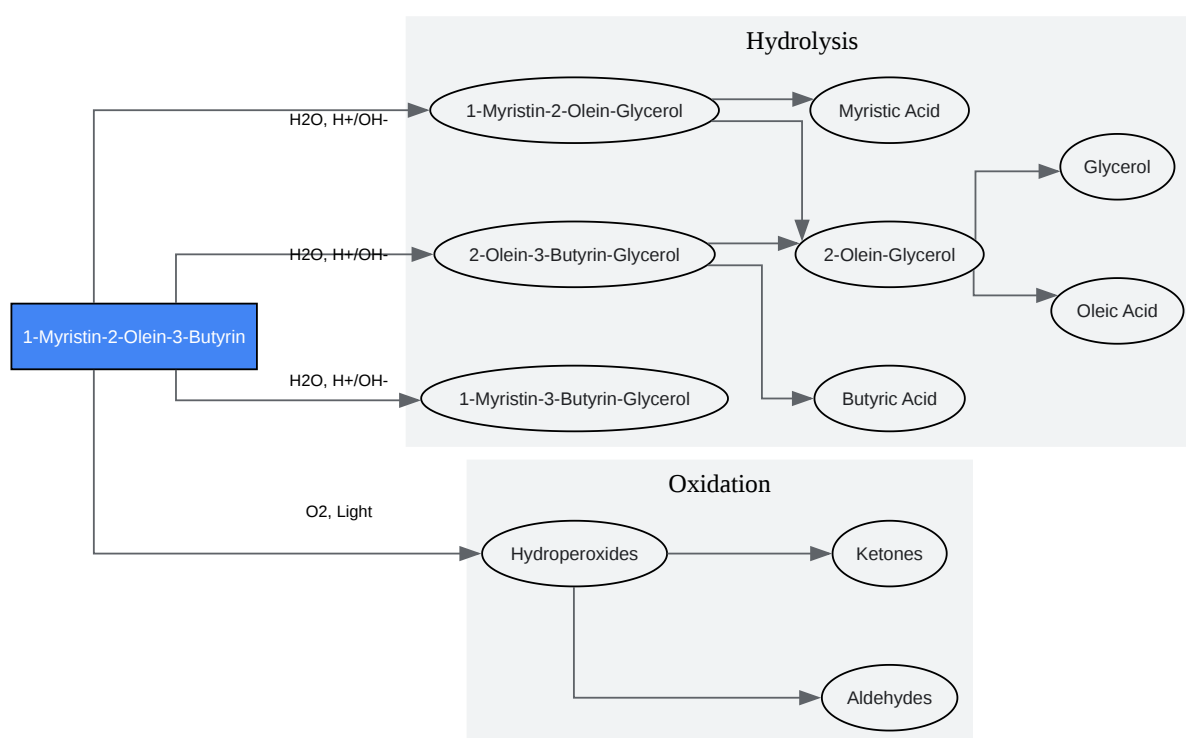 Hydrolysis
1-Myristin-2-Olein-Glycerol
Myristic Acid
H2O, H+/OH-
Glycerol
2-Olein-3-Butyrin-Glycerol
2-Olein-Glycerol
H2O, H+/OH-
Oleic Acid
1-Myristin-2-Olein-3-Butyrin
H2O, H+/OH-
1-Myristin-3-Butyrin-Glycerol
Butyric Acid
Oxidation
O2, Light
Hydroperoxides
Ketones
Aldehydes